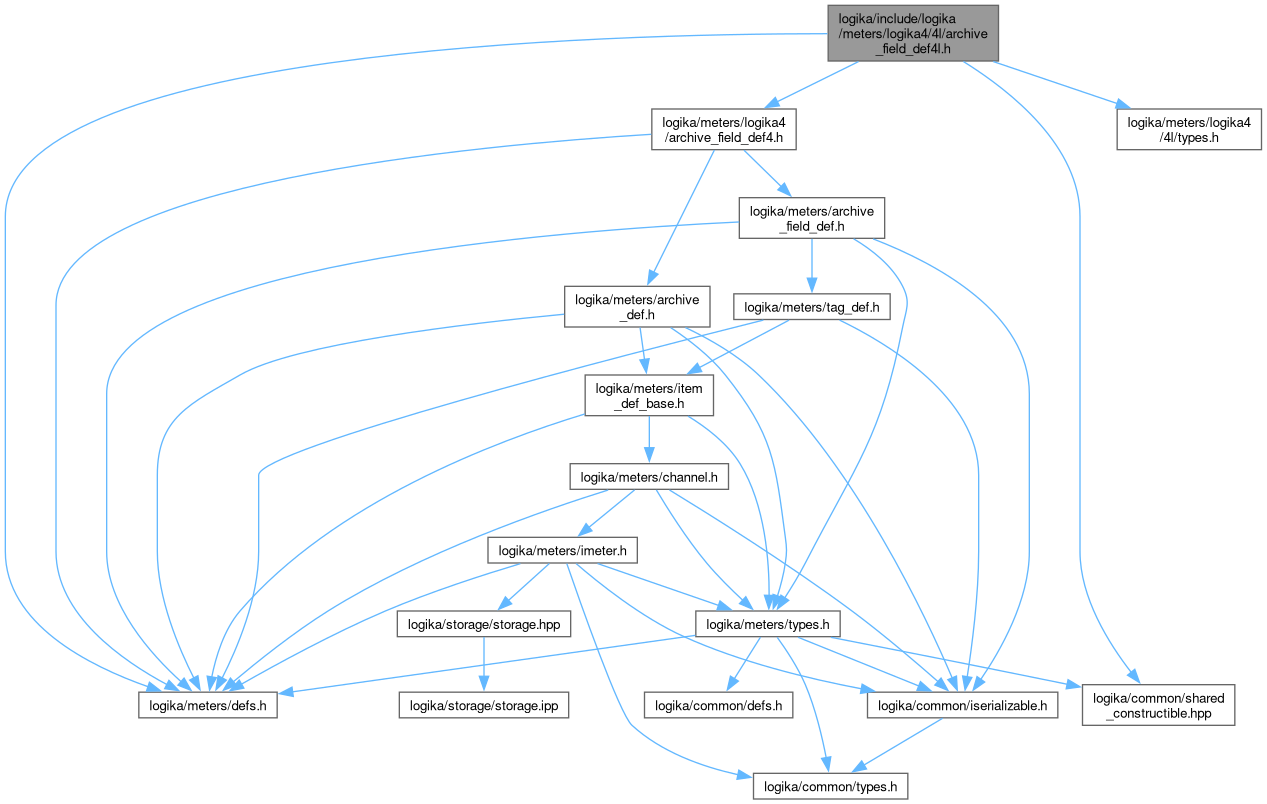 logika/include/logika
/meters/logika4/4l/archive
_field_def4l.h
logika/meters/logika4
/archive_field_def4.h
logika/meters/logika4
/4l/types.h
logika/meters/archive
_field_def.h
logika/meters/archive
_def.h
logika/meters/tag_def.h
logika/meters/item
_def_base.h
logika/meters/channel.h
logika/meters/imeter.h
logika/storage/storage.hpp
logika/meters/types.h
logika/meters/defs.h
logika/storage/storage.ipp
logika/common/defs.h
logika/common/iserializable.h
logika/common/shared
_constructible.hpp
logika/common/types.h